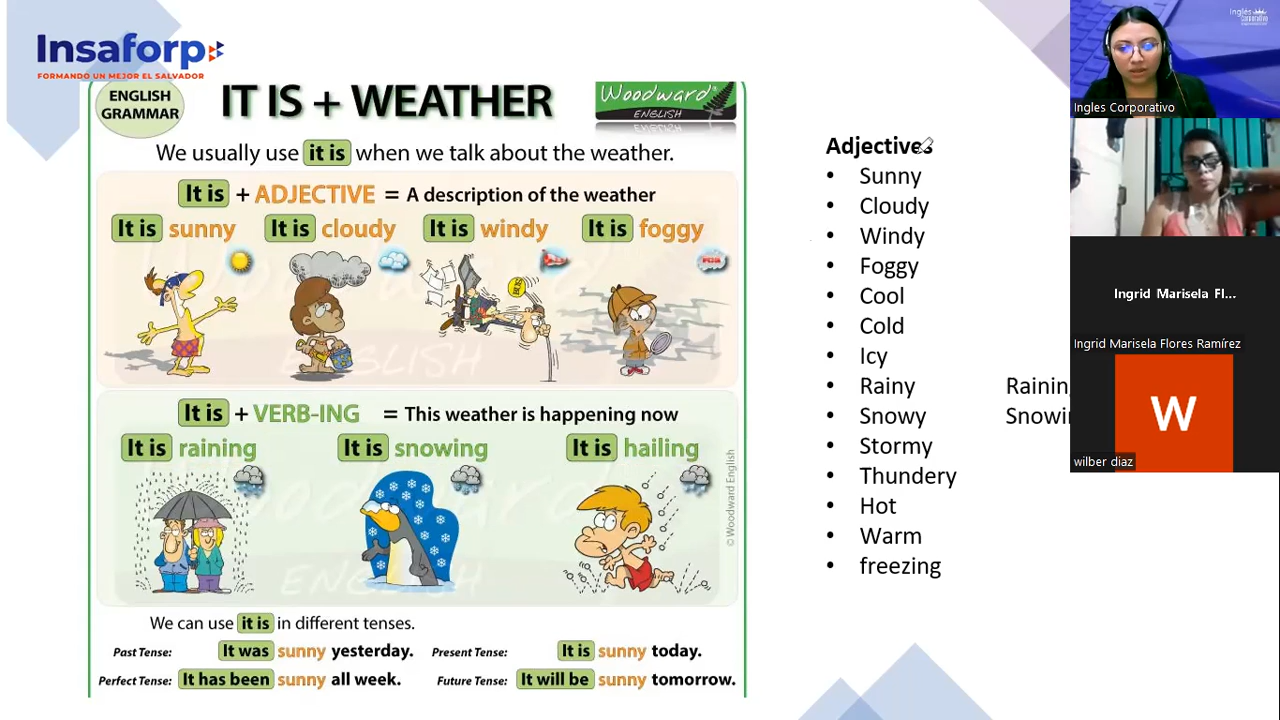 Insaforp
FORMANDO UN MEJOR EL SALVADOR
ENGLISH
GRAMMAR
IT IS + WEATHER
Woodward®
ENGLISH
We usually use it is when we talk about the weather.
It is + ADJECTIVE = A description of the weather
It is sunny It is cloudy It is windy It is foggy
It is + VERB-ING = This weather is happening now
It is raining It is snowing It is hailing
© Woodward English
We can use it is in different tenses.
Past Tense: It was sunny yesterday. Present Tense: It is sunny today.
Perfect Tense: It has been sunny all week. Future Tense: It will be sunny tomorrow.
Adjectives
• Sunny
• Cloudy
• Windy
• Foggy
• Cool
• Cold
• Icy
• Rainy Rainin
• Snowy Snowi
• Stormy
• Thundery
• Hot
• Warm
• freezing
Inglés
Corporativo
Ingles Corporativo
Ingrid Marisela Fl...
Ingrid Marisela Flores Ramírez
W
wilber diaz